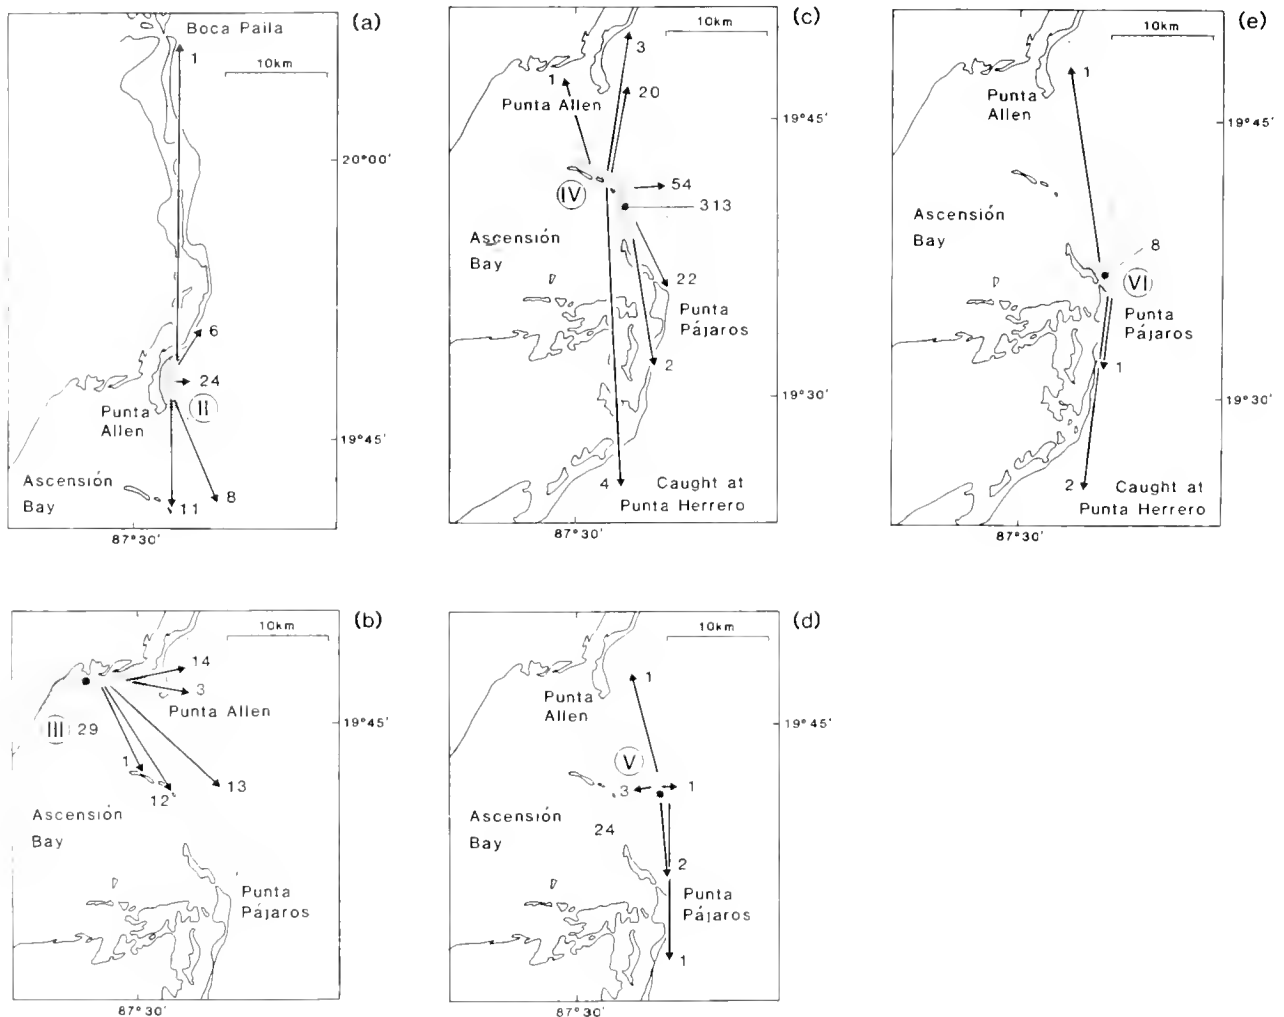 (a)
Boca Paila
1
10km
20°00'
6
24
II
Punta
Allen
19°45'
Ascensión
Bay
11
8
87°30'
(c)
10km
3
1
20
Punta Allen
19°45'
IV
54
313
Ascensión
Bay
22
Punta
Pájaros
2
19°30'
4
Caught at
Punta Herrero
87°30'
(e)
10km
1
Punta
Allen
19°45'
Ascensión
Bay
8
VI
Punta
Pájaros
1
19°30'
2
Caught at
Punta Herrero
87°30'
(b)
10km
14
3
Punta Allen
19°45'
III 29
1
13
12
Ascensión
Bay
Punta
Pájaros
87°30'
(d)
10km
1
Punta
Allen
19°45'
V
3
1
Ascensión
Bay
24
2
Punta
Pájaros
1
87°30'